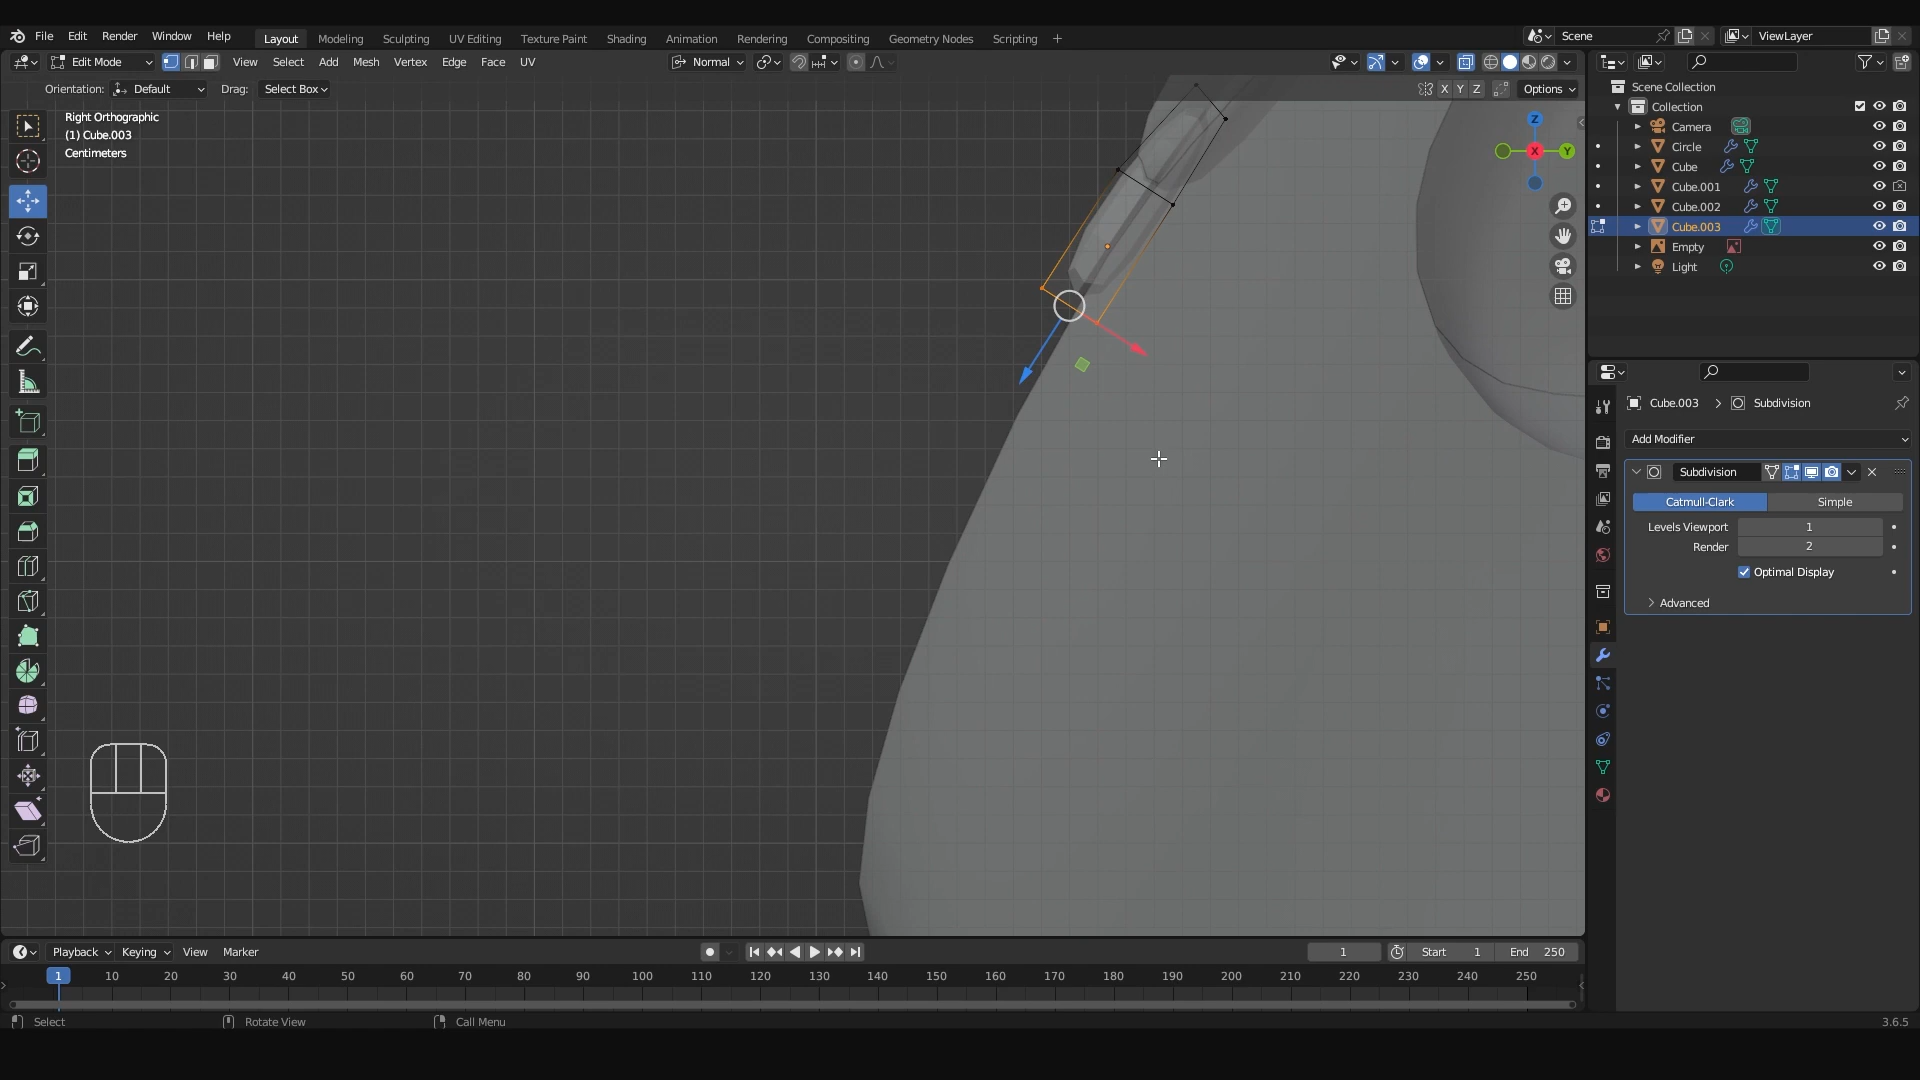 File Edit Render Window Help Layout Modeling Sculpting UV Editing Texture Paint Shading Animation Rendering Compositing Geometry Nodes Scripting + Scene ViewLayer
Edit Mode View Select Add Mesh Vertex Edge Face UV Normal
Orientation: Default Drag: Select Box X Y Z Options
Right Orthographic
(1) Cube.003
Centimeters
Z
X
Y
Scene Collection
Collection
Camera
Circle
Cube
Cube.001
Cube.002
Cube.003
Empty
Light
Cube.003 > Subdivision
Add Modifier
Subdivision
Catmull-Clark Simple
Levels Viewport 1
Render 2
Optimal Display
Advanced
Playback Keying View Marker 1 Start 1 End 250
1 10 20 30 40 50 60 70 80 90 100 110 120 130 140 150 160 170 180 190 200 210 220 230 240 250
Select Rotate View Call Menu 3.6.5